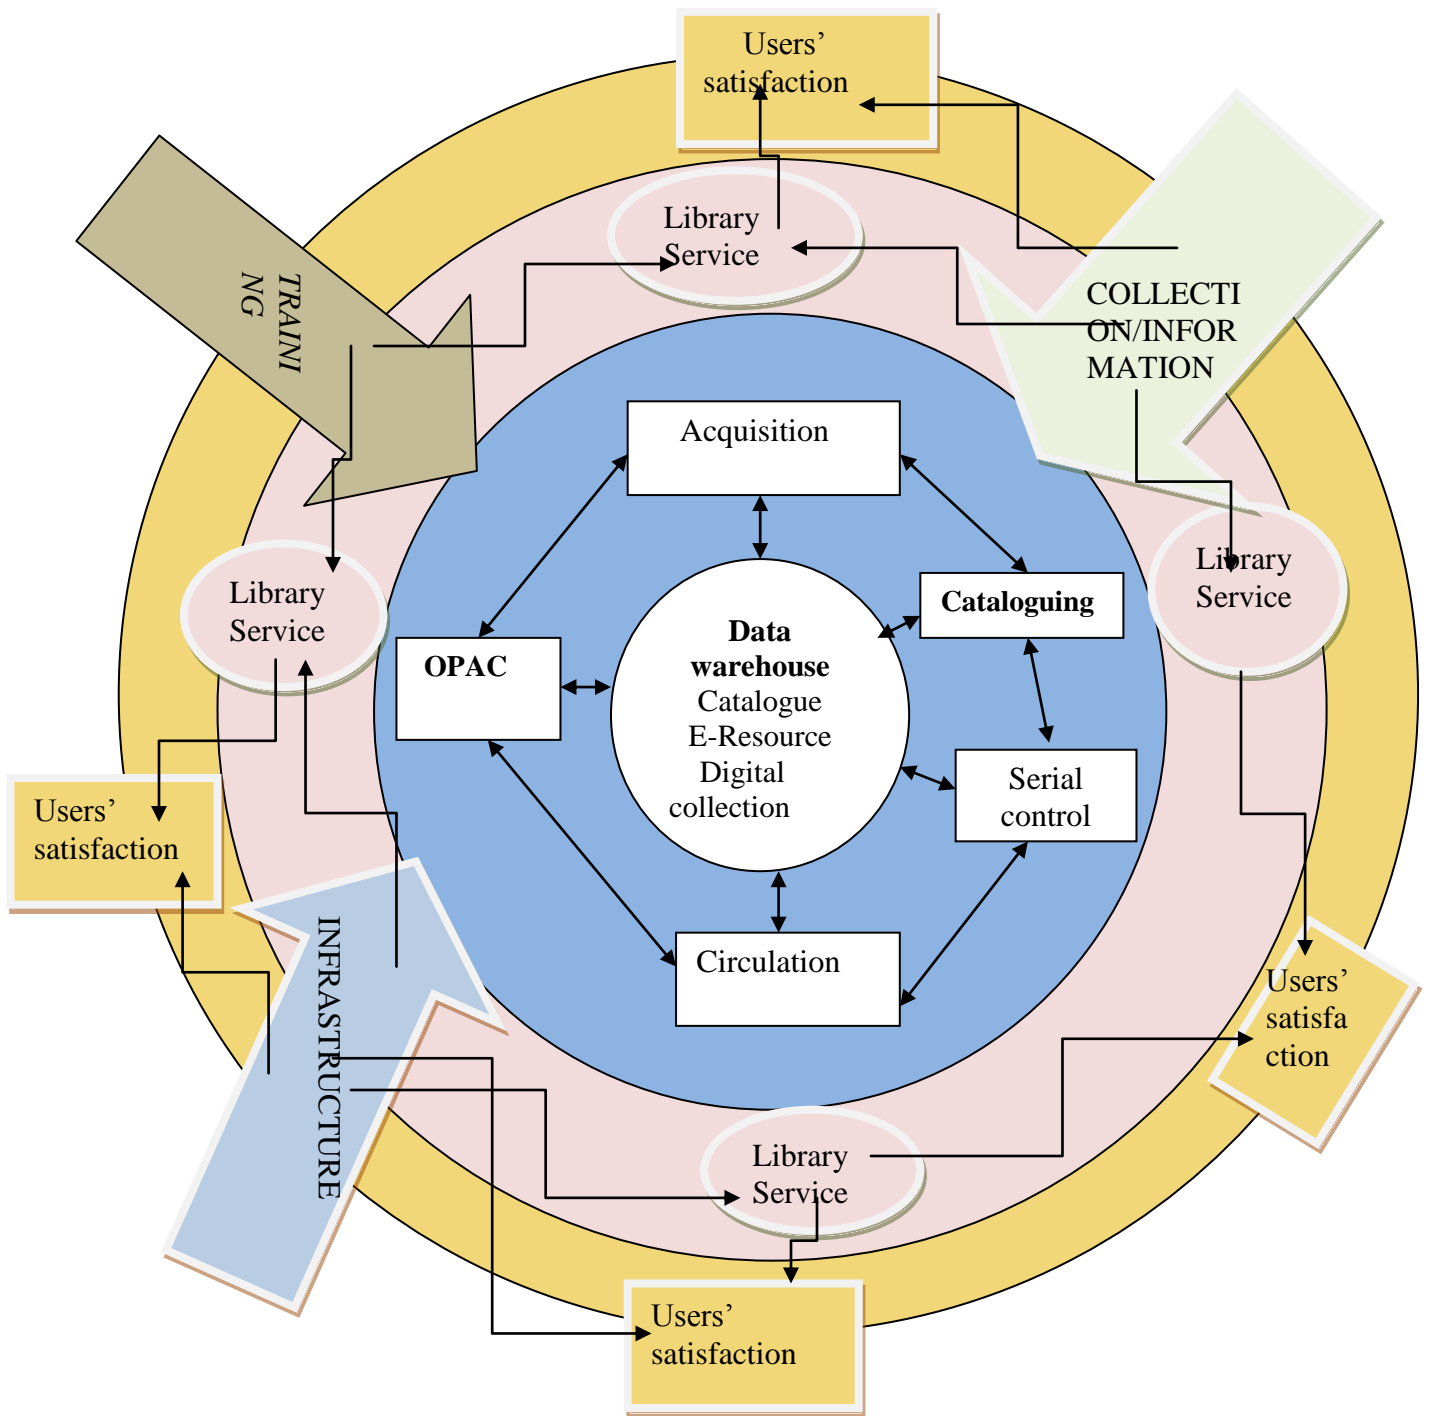 Users’
satisfaction
Library
Service
TRAINI
NG
COLLECTI
ON/INFOR
MATION
Acquisition
Library
Service
Cataloguing
Library
Service
OPAC
Data
warehouse
Catalogue
E-Resource
Digital
collection
Serial
control
Users’
satisfaction
INFRASTRUCTURE
Circulation
Users’
satisfa
ction
Library
Service
Users’
satisfaction